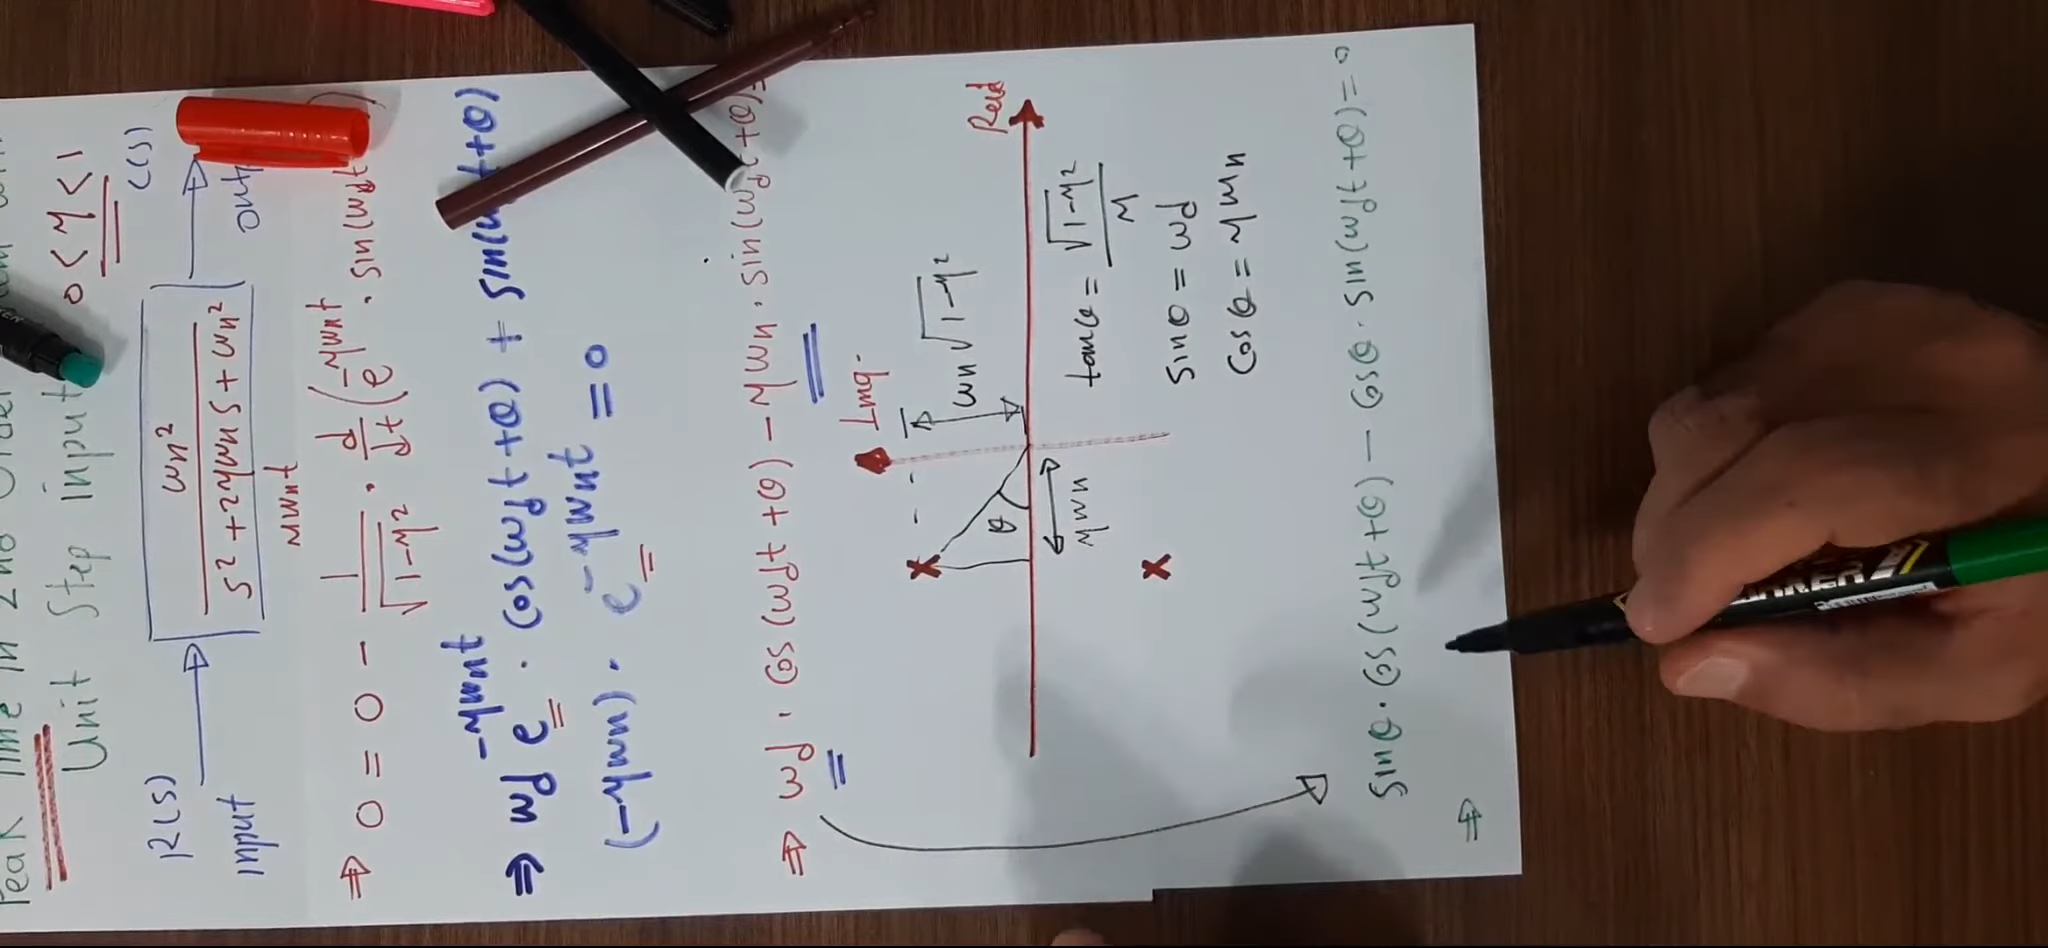 Peak Time in 2nd Order
Unit Step Input
0 < η < 1
R(S)
input
ωn²
S² + 2ηωn S + ωn²
C(S)
ηωnt
⇒ 0 = 0 - 1/√1-η² · d/dt (e^-ηωnt · sin(ωdt
⇒ ωd e^-ηωnt · cos(ωdt+θ) + sin(ωdt+θ)
(-ηωn) · e^-ηωnt = 0
⇒ ωd · cos(ωdt+θ) - ηωn · sin(ωdt+θ)=
Img.
Real
ωn√1-η²
θ
ηωn
tanθ = √1-η²/η
sinθ = ωd
cosθ = ηωn
⇒ sinθ · cos(ωdt+θ) - cosθ · sin(ωdt+θ) = 0
⇒